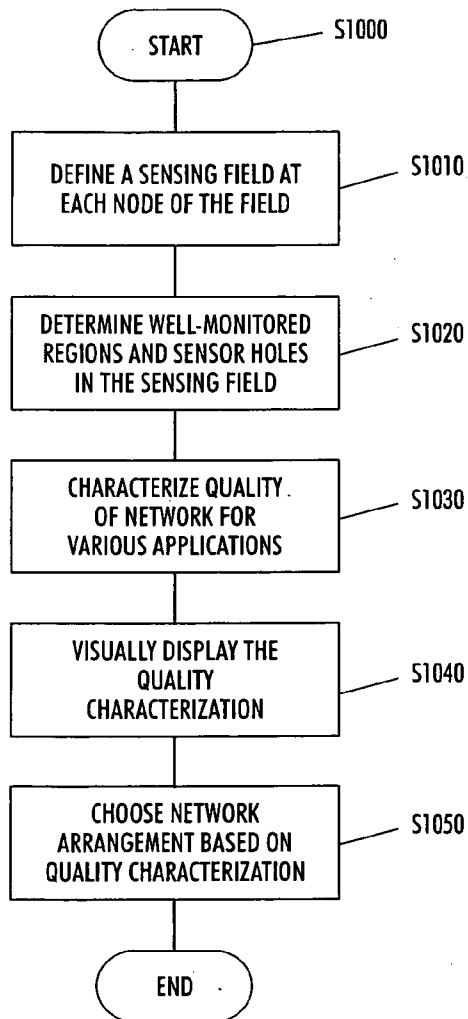 START
S1000
DEFINE A SENSING FIELD AT
EACH NODE OF THE FIELD
S1010
DETERMINE WELL-MONITORED
REGIONS AND SENSOR HOLES
IN THE SENSING FIELD
S1020
CHARACTERIZE QUALITY
OF NETWORK FOR
VARIOUS APPLICATIONS
S1030
VISUALLY DISPLAY THE
QUALITY
CHARACTERIZATION
S1040
CHOOSE NETWORK
ARRANGEMENT BASED ON
QUALITY CHARACTERIZATION
S1050
END